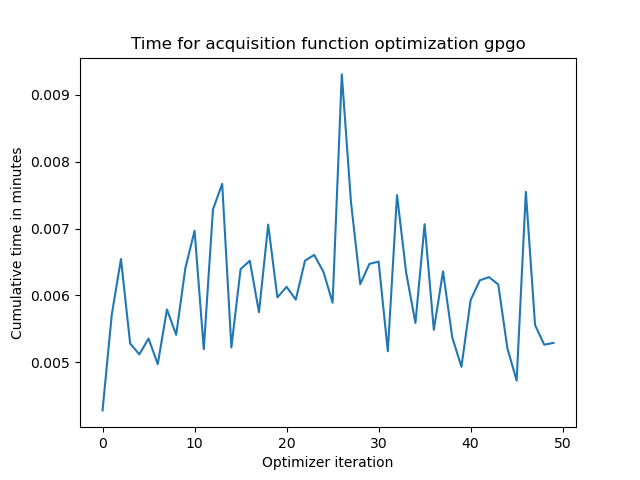 Time for acquisition function optimization gpgo
0.009
0.008
0.007
0.006
0.005
Cumulative time in minutes
0 10 20 30 40 50
Optimizer iteration